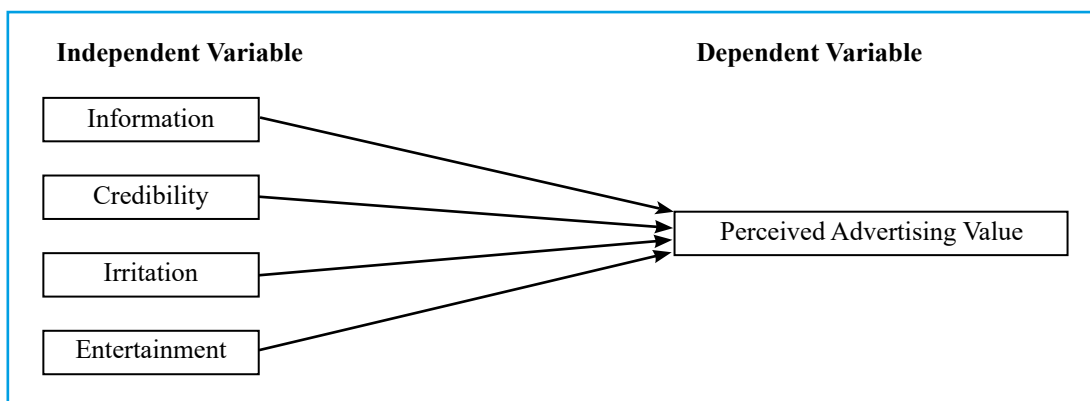 Independent Variable
Dependent Variable
Information
Credibility
Irritation
Entertainment
Perceived Advertising Value